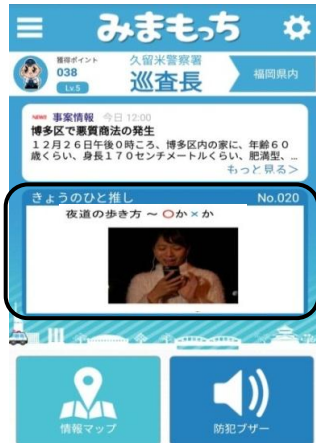 みまもっち
獲得ポイント
038
Lv.5
久留米警察署
巡査長
福岡県内
NEWS 事案情報 今日 12:00
博多区で悪質商法の発生
１２月２６日午後０時ころ、博多区内の家に、年齢６０
歳くらい、身長１７０センチメートルくらい、肥満型、...
もっと見る＞
きょうのひと推し No.020
夜道の歩き方 ～ ○か×か
情報マップ
防犯ブザー